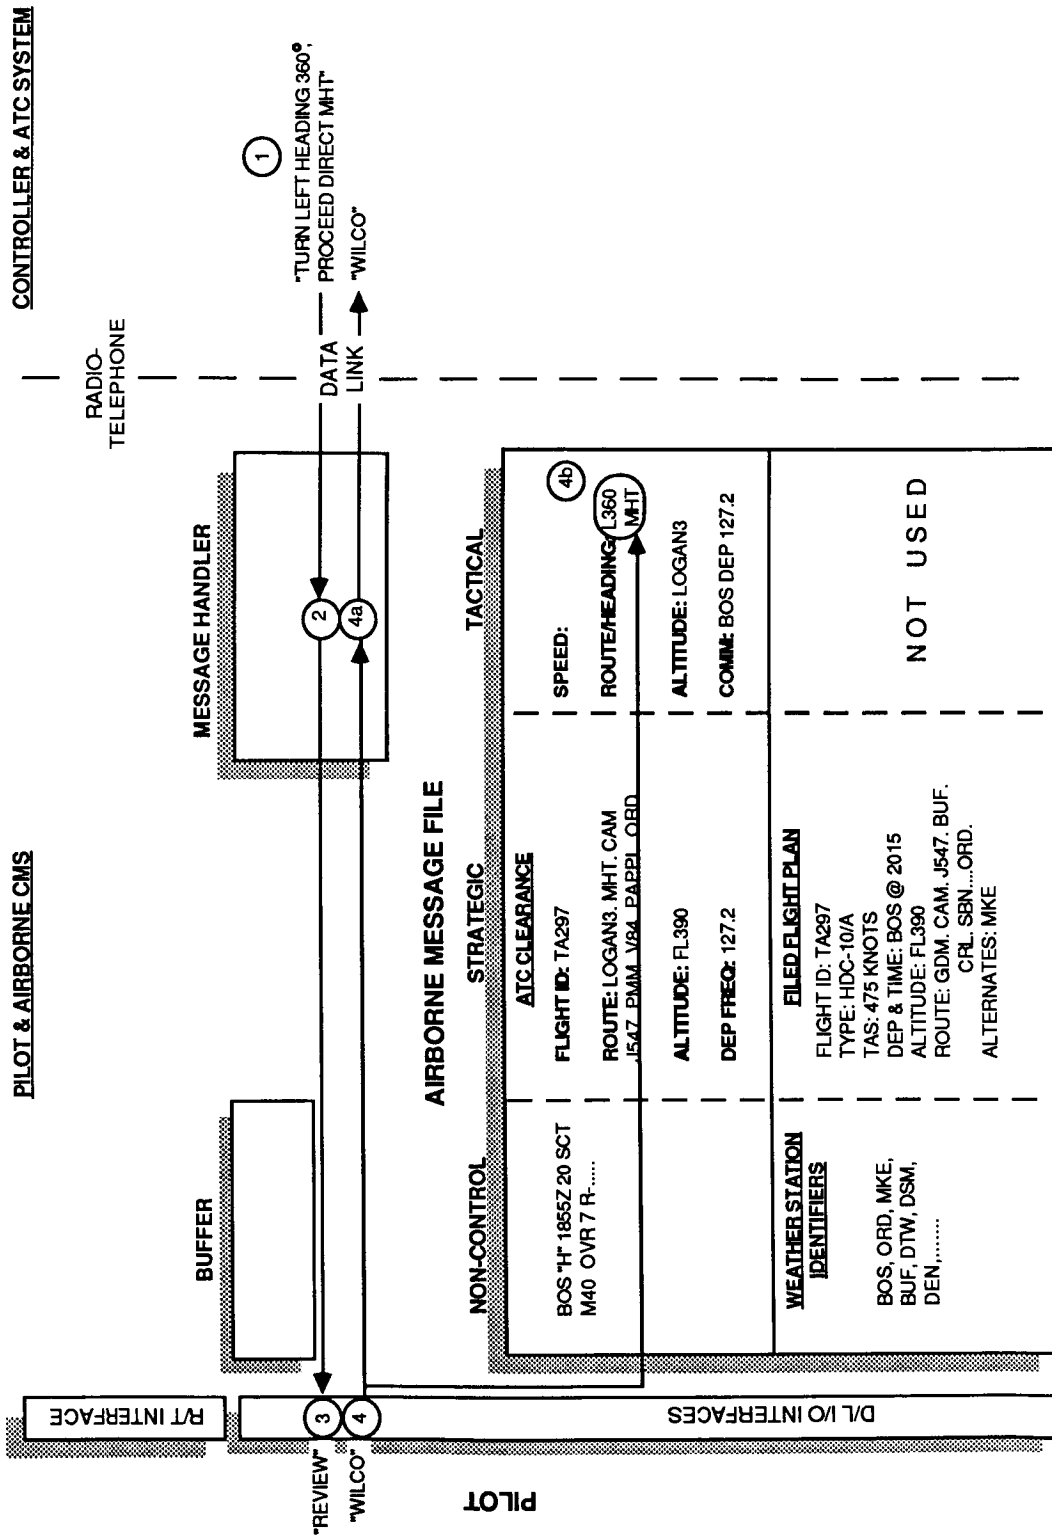 PILOT & AIRBORNE CMS
CONTROLLER & ATC SYSTEM
RADIO-
TELEPHONE
R/T INTERFACE
BUFFER
MESSAGE HANDLER
1
"TURN LEFT HEADING 360°,
PROCEED DIRECT MHT"
"REVIEW"
3
2
DATA
LINK
"WILCO"
4
4a
"WILCO"
PILOT
D/L I/O INTERFACES
AIRBORNE MESSAGE FILE
NON-CONTROL
STRATEGIC
TACTICAL
BOS "H" 1855Z 20 SCT
M40 OVR 7 R-.....
ATC CLEARANCE
FLIGHT ID: TA297
ROUTE: LOGAN3. MHT. CAM
J547 PMM V84 PAPPI ORD
ALTITUDE: FL390
DEP FREQ: 127.2
4b
SPEED:
ROUTE/HEADING: L360
MHT
ALTITUDE: LOGAN3
COMM: BOS DEP 127.2
WEATHER STATION
IDENTIFIERS
BOS, ORD, MKE,
BUF, DTW, DSM,
DEN,.......
FILED FLIGHT PLAN
FLIGHT ID: TA297
TYPE: HDC-10/A
TAS: 475 KNOTS
DEP & TIME: BOS @ 2015
ALTITUDE: FL390
ROUTE: GDM. CAM. J547. BUF.
CRL. SBN...ORD.
ALTERNATES: MKE
NOT USED